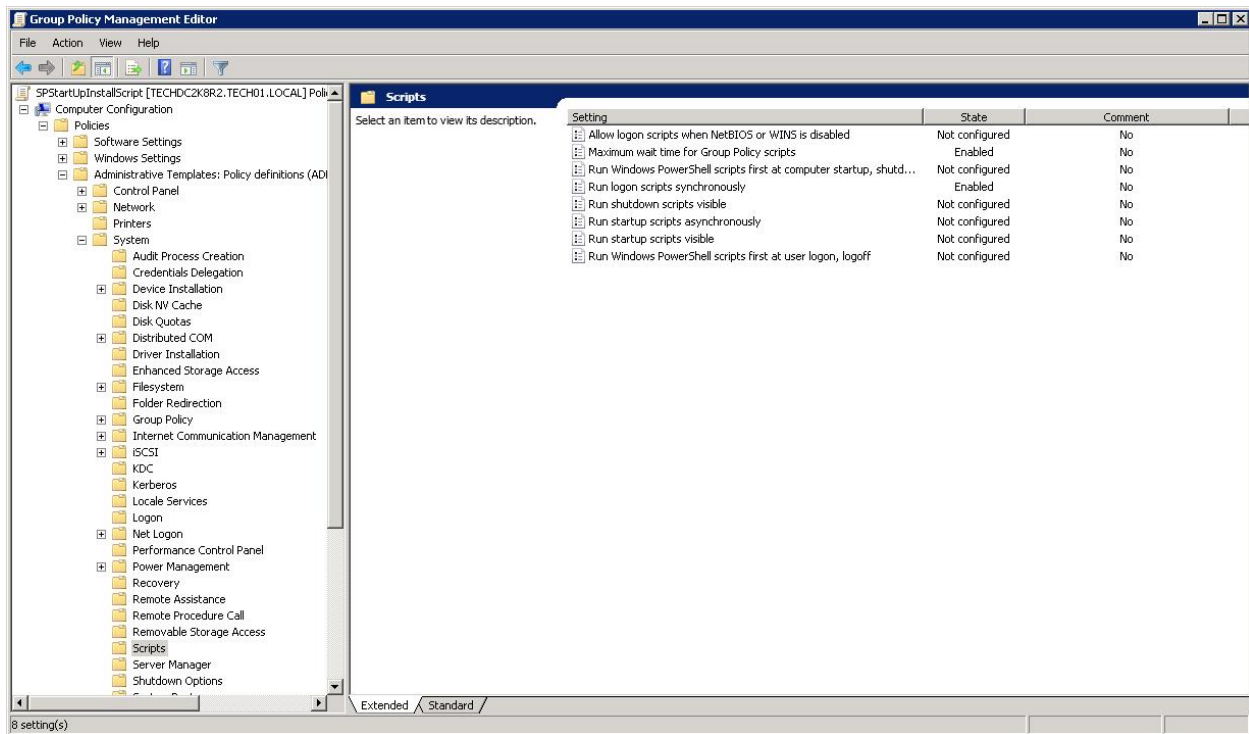 Group Policy Management Editor
File Action View Help
SPStartUpInstallScript [TECHDC2K8R2.TECH01.LOCAL] Poli
Computer Configuration
Policies
Software Settings
Windows Settings
Administrative Templates: Policy definitions (ADI
Control Panel
Network
Printers
System
Audit Process Creation
Credentials Delegation
Device Installation
Disk NV Cache
Disk Quotas
Distributed COM
Driver Installation
Enhanced Storage Access
Filesystem
Folder Redirection
Group Policy
Internet Communication Management
iSCSI
KDC
Kerberos
Locale Services
Logon
Net Logon
Performance Control Panel
Power Management
Recovery
Remote Assistance
Remote Procedure Call
Removable Storage Access
Scripts
Server Manager
Shutdown Options
Scripts
Select an item to view its description.
Setting State Comment
Allow logon scripts when NetBIOS or WINS is disabled Not configured No
Maximum wait time for Group Policy scripts Enabled No
Run Windows PowerShell scripts first at computer startup, shutd... Not configured No
Run logon scripts synchronously Enabled No
Run shutdown scripts visible Not configured No
Run startup scripts asynchronously Not configured No
Run startup scripts visible Not configured No
Run Windows PowerShell scripts first at user logon, logoff Not configured No
Extended Standard
8 setting(s)